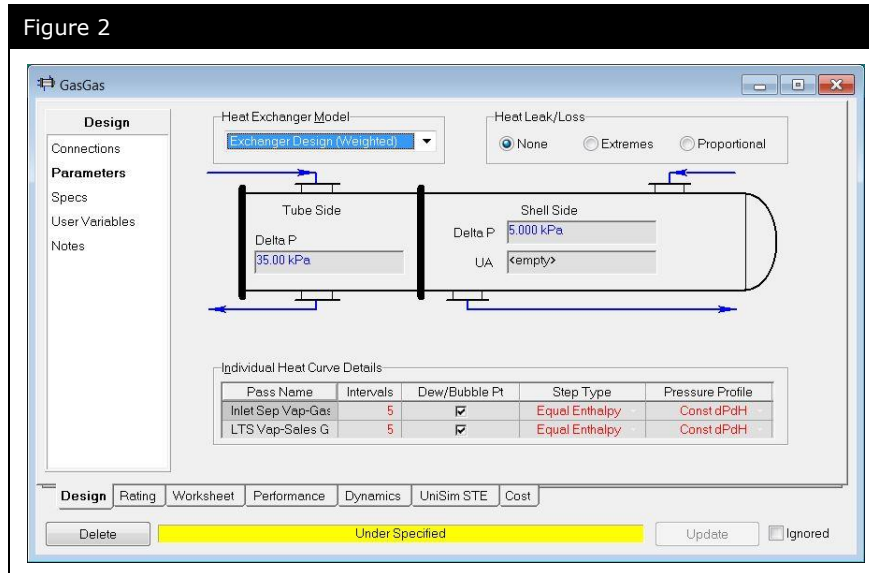 Figure 2
GasGas
Design
Connections
Parameters
Specs
User Variables
Notes
Heat Exchanger Model
Exchanger Design (Weighted)
Heat Leak/Loss
None Extremes Proportional
Tube Side
Delta P
35.00 kPa
Shell Side
Delta P 5.000 kPa
UA <empty>
Individual Heat Curve Details
Pass Name Intervals Dew/Bubble Pt Step Type Pressure Profile
Inlet Sep Vap-Gas 5 Equal Enthalpy Const dPdH
LTS Vap-Sales G 5 Equal Enthalpy Const dPdH
Design Rating Worksheet Performance Dynamics UniSim STE Cost
Delete Under Specified Update Ignored